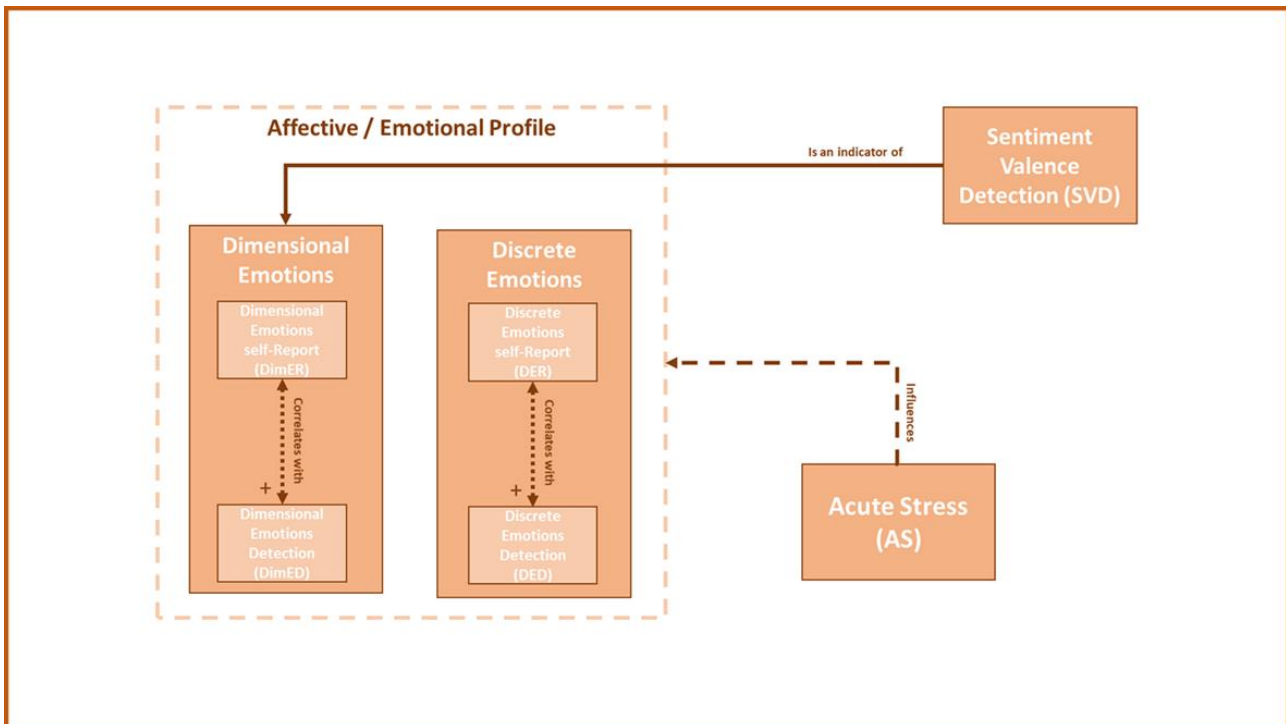 Affective / Emotional Profile
Is an indicator of
Sentiment
Valence
Detection (SVD)
Dimensional
Emotions
Dimensional
Emotions
self-Report
(DimER)
Correlates with
+
Dimensional
Emotions
Detection
(DimED)
Discrete
Emotions
Discrete
Emotions
self-Report
(DER)
Correlates with
+
Discrete
Emotions
Detection
(DED)
Influences
Acute Stress
(AS)